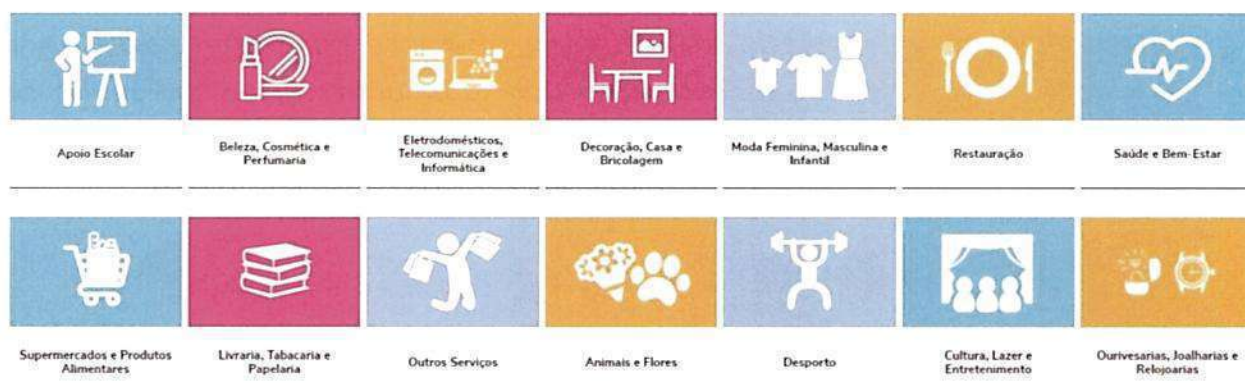 Apoio Escolar
Beleza, Cosmética e
Perfumaria
Eletrodomésticos,
Telecomunicações e
Informática
Decoração, Casa e
Bricolagem
Moda Feminina, Masculina e
Infantil
Restauração
Saúde e Bem-Estar
Supermercados e Produtos
Alimentares
Livraria, Tabacaria e
Papelaria
Outros Serviços
Animais e Flores
Desporto
Cultura, Lazer e
Entretenimento
Ourivesarias, Joalharias e
Relojoarias